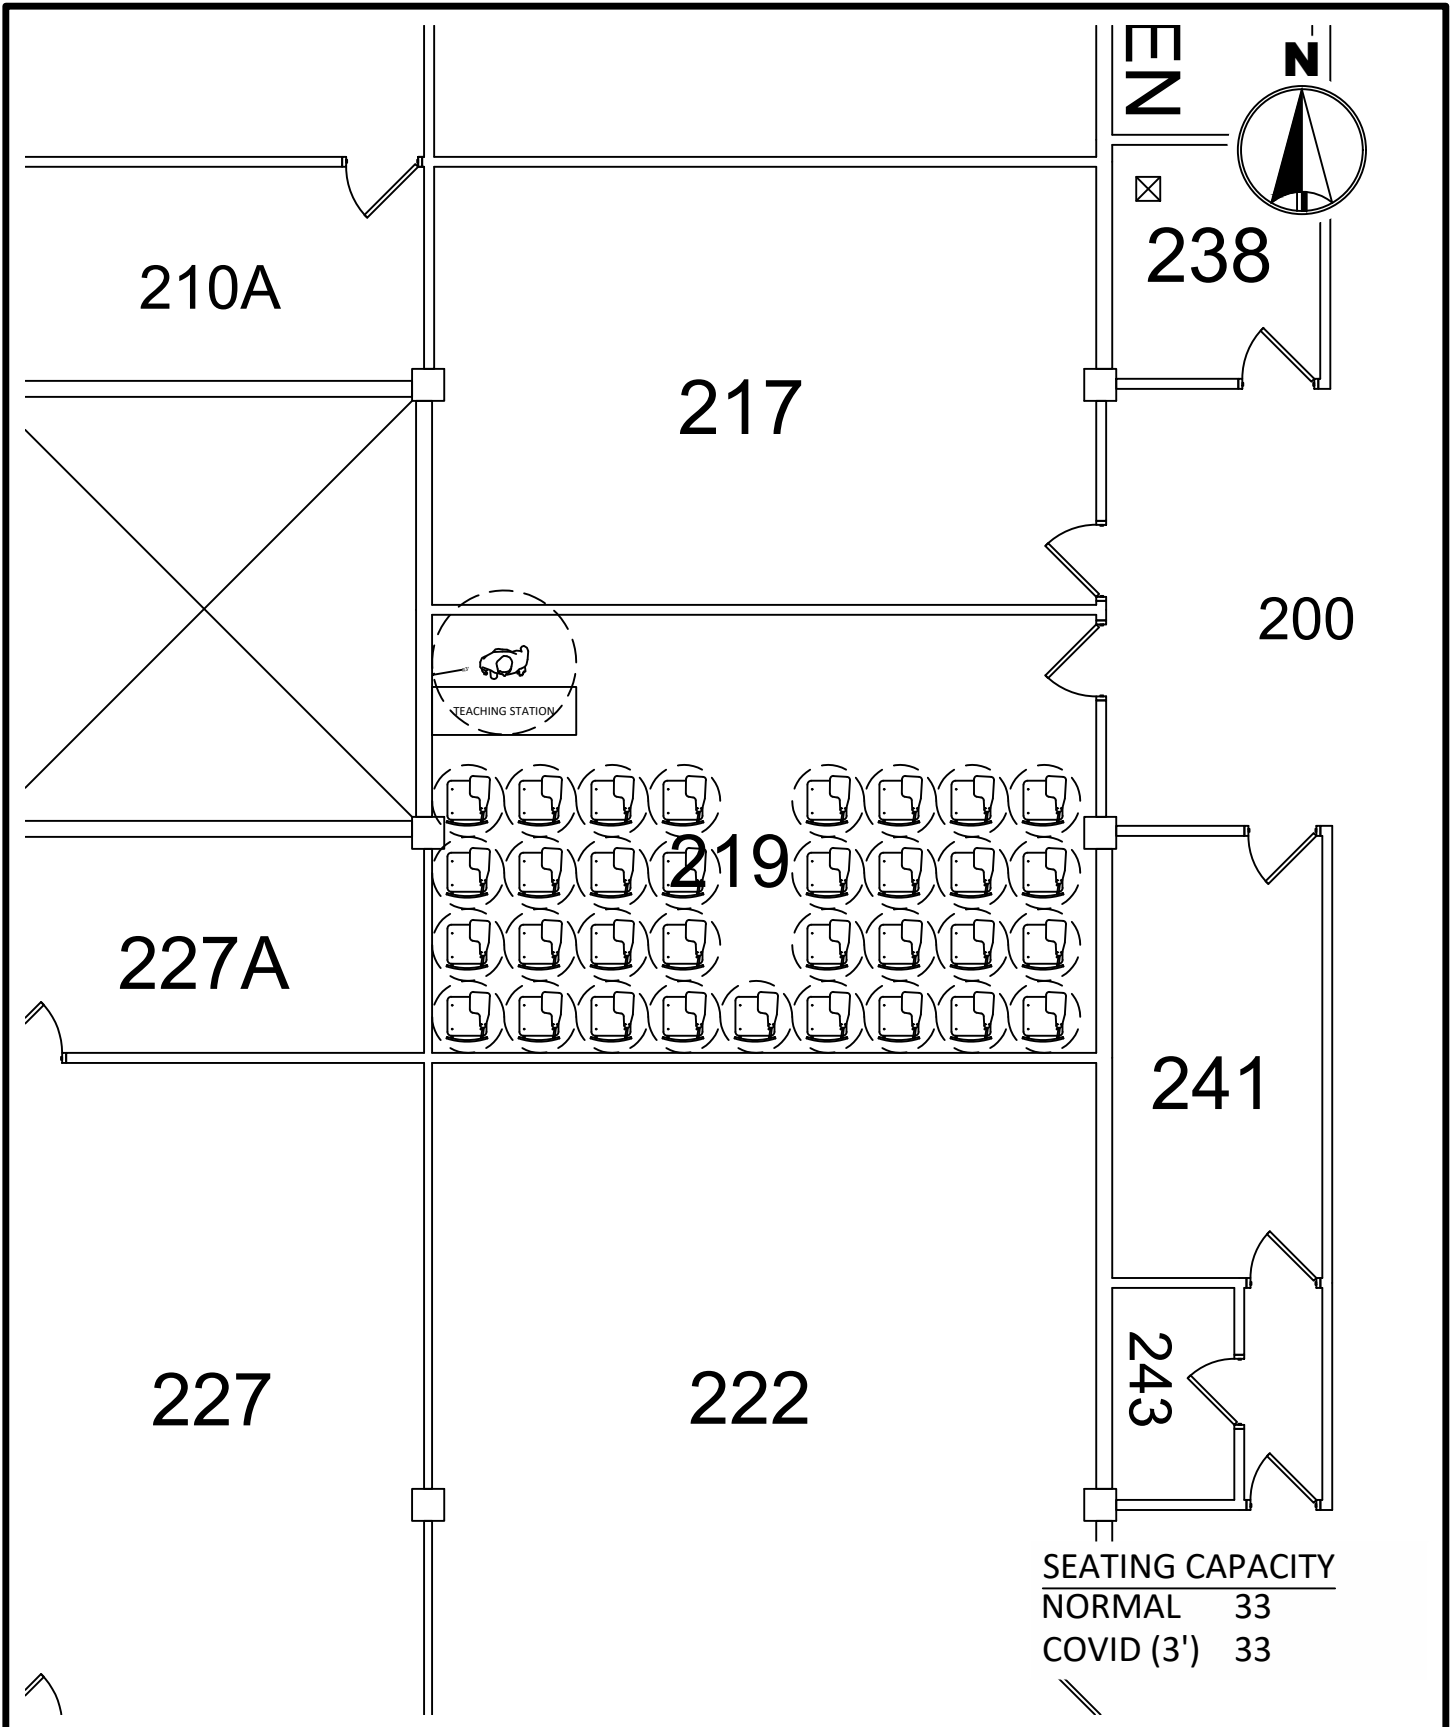 EN
N
238
210A
217
200
TEACHING STATION
219
227A
241
243
227
222
SEATING CAPACITY
NORMAL 33
COVID (3') 33